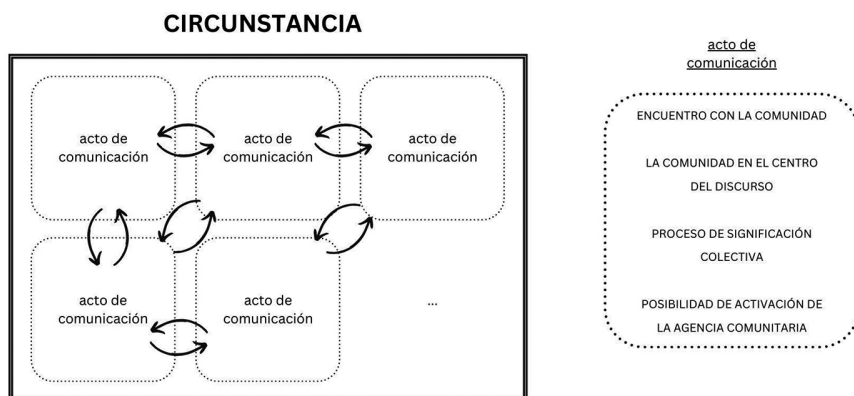 CIRCUNSTANCIA
acto de
comunicación
acto de
comunicación
acto de
comunicación
acto de
comunicación
acto de
comunicación
...
acto de
comunicación
ENCUENTRO CON LA COMUNIDAD
LA COMUNIDAD EN EL CENTRO
DEL DISCURSO
PROCESO DE SIGNIFICACIÓN
COLECTIVA
POSIBILIDAD DE ACTIVACIÓN DE
LA AGENCIA COMUNITARIA